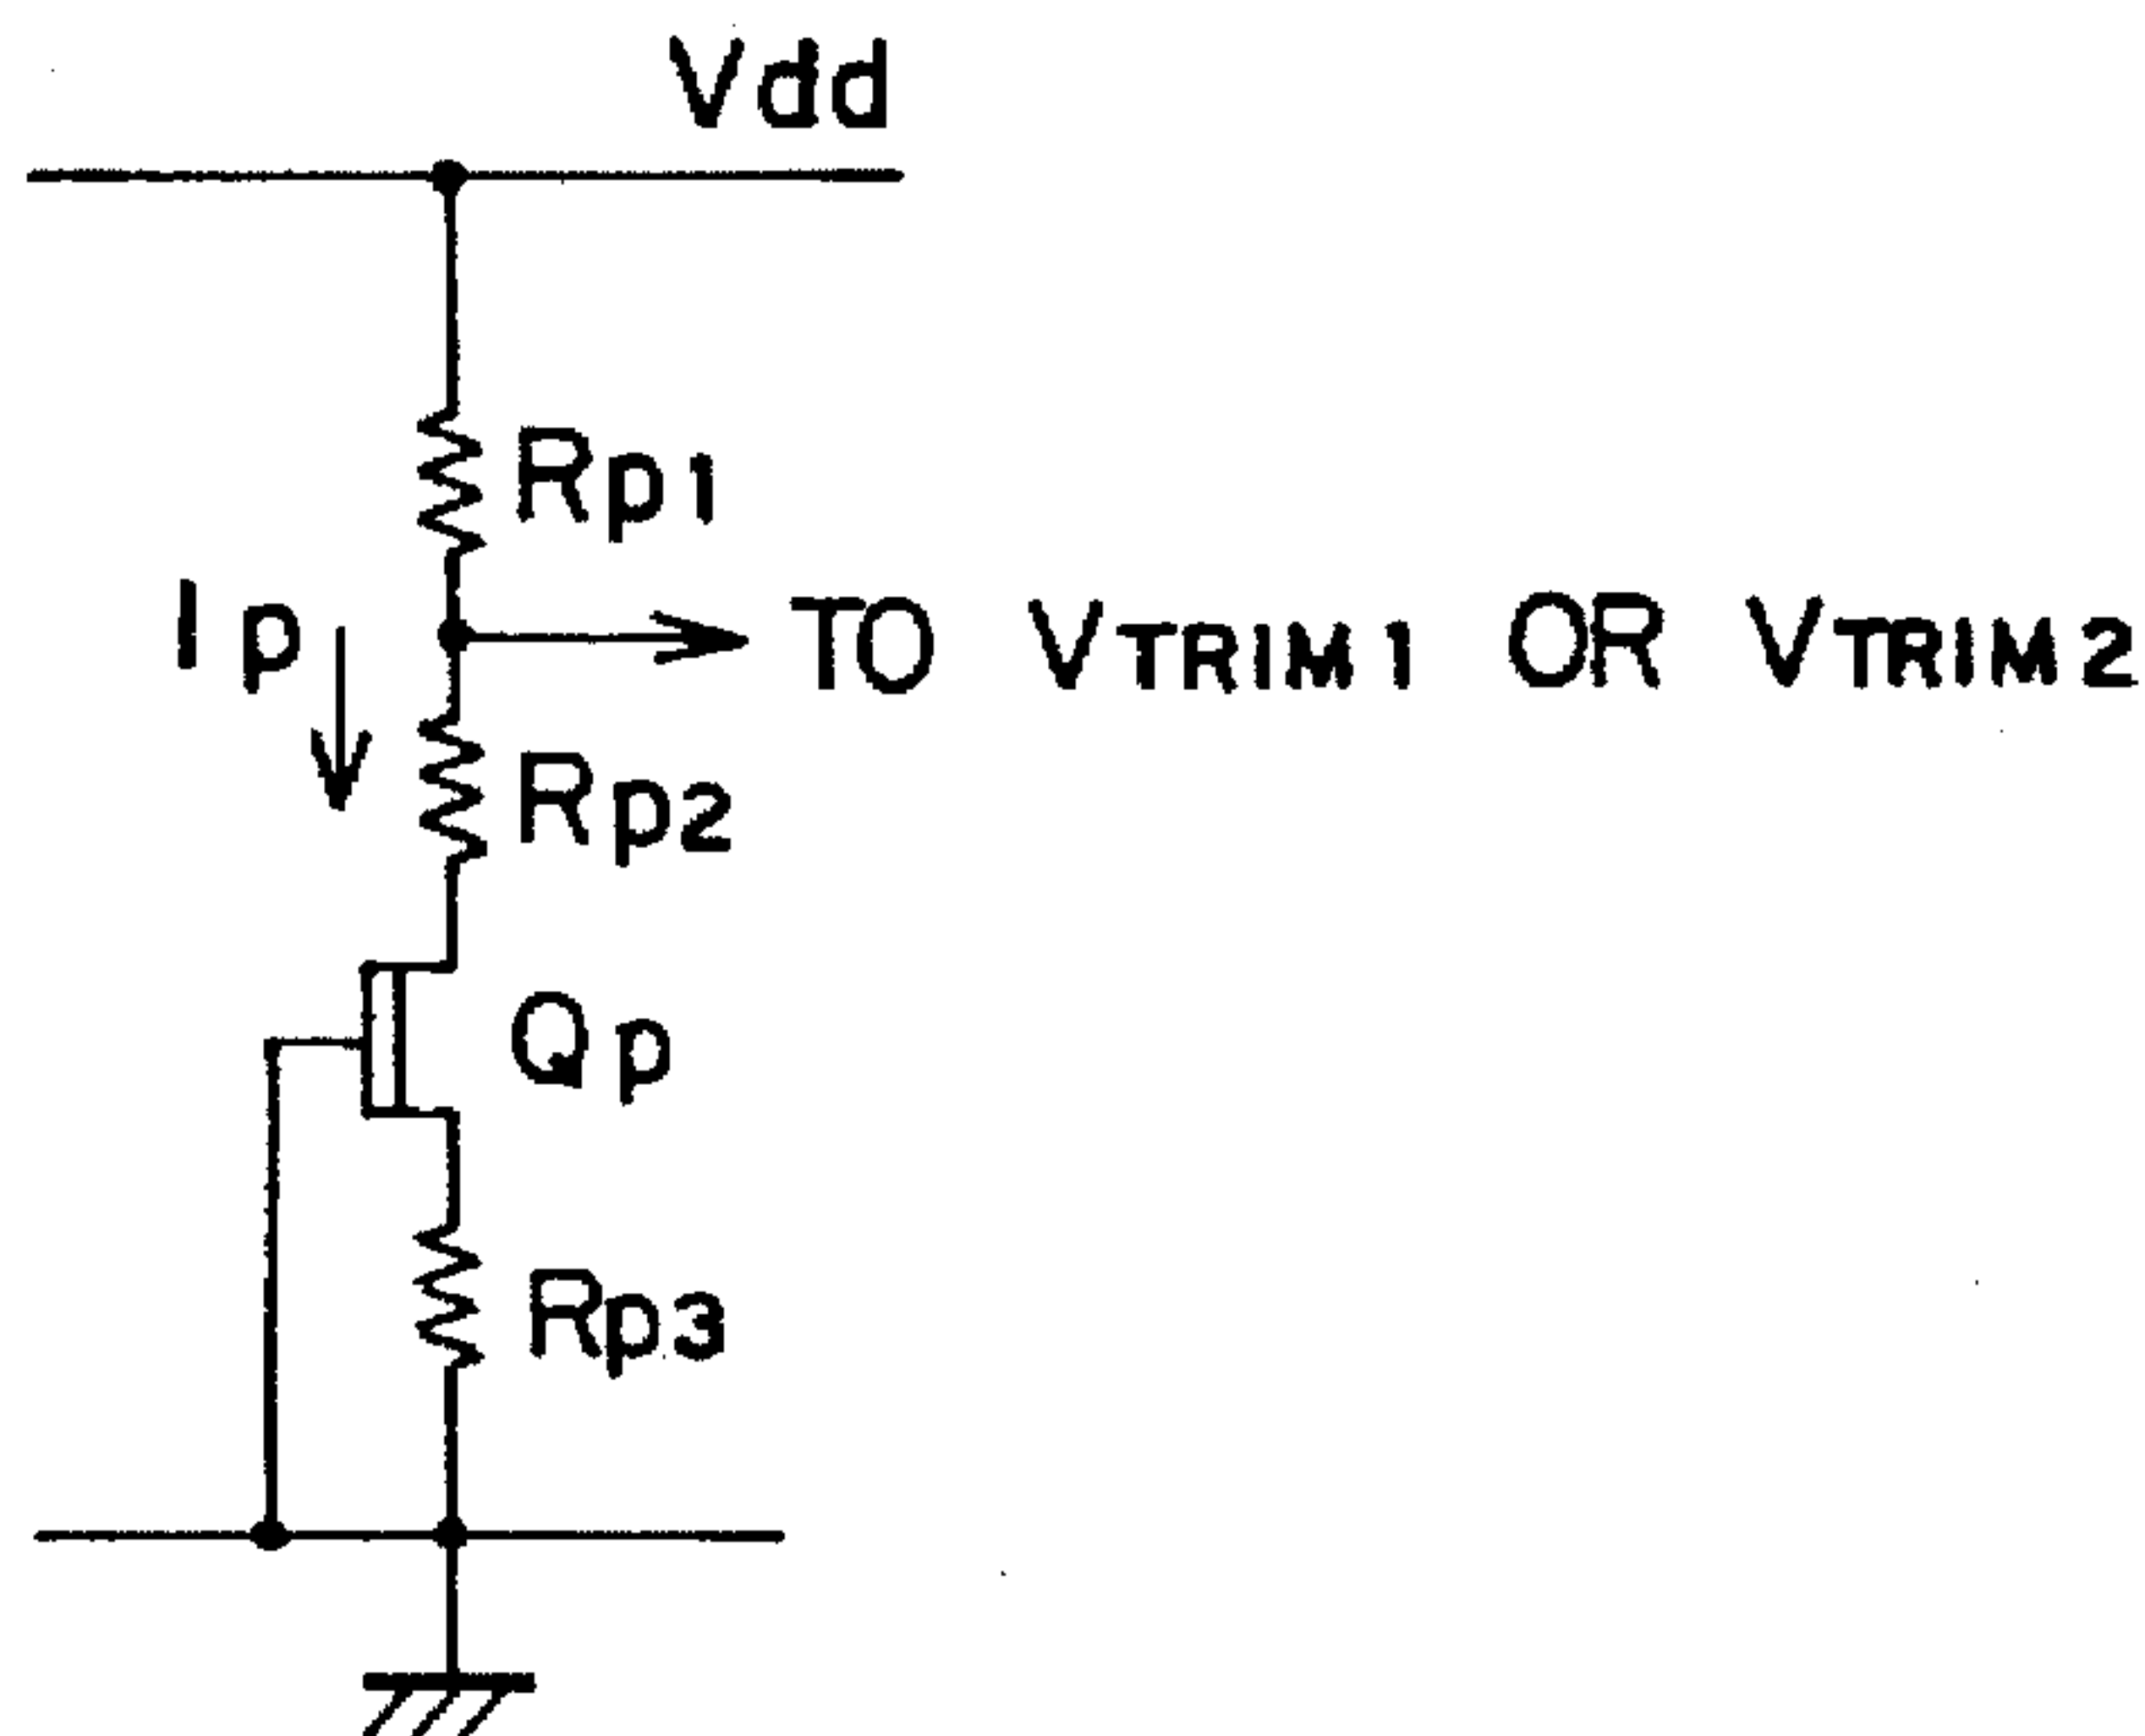 Vdd
Rp1
Ip
TO VTRIM1 OR VTRIM2
Rp2
Qp
Rp3